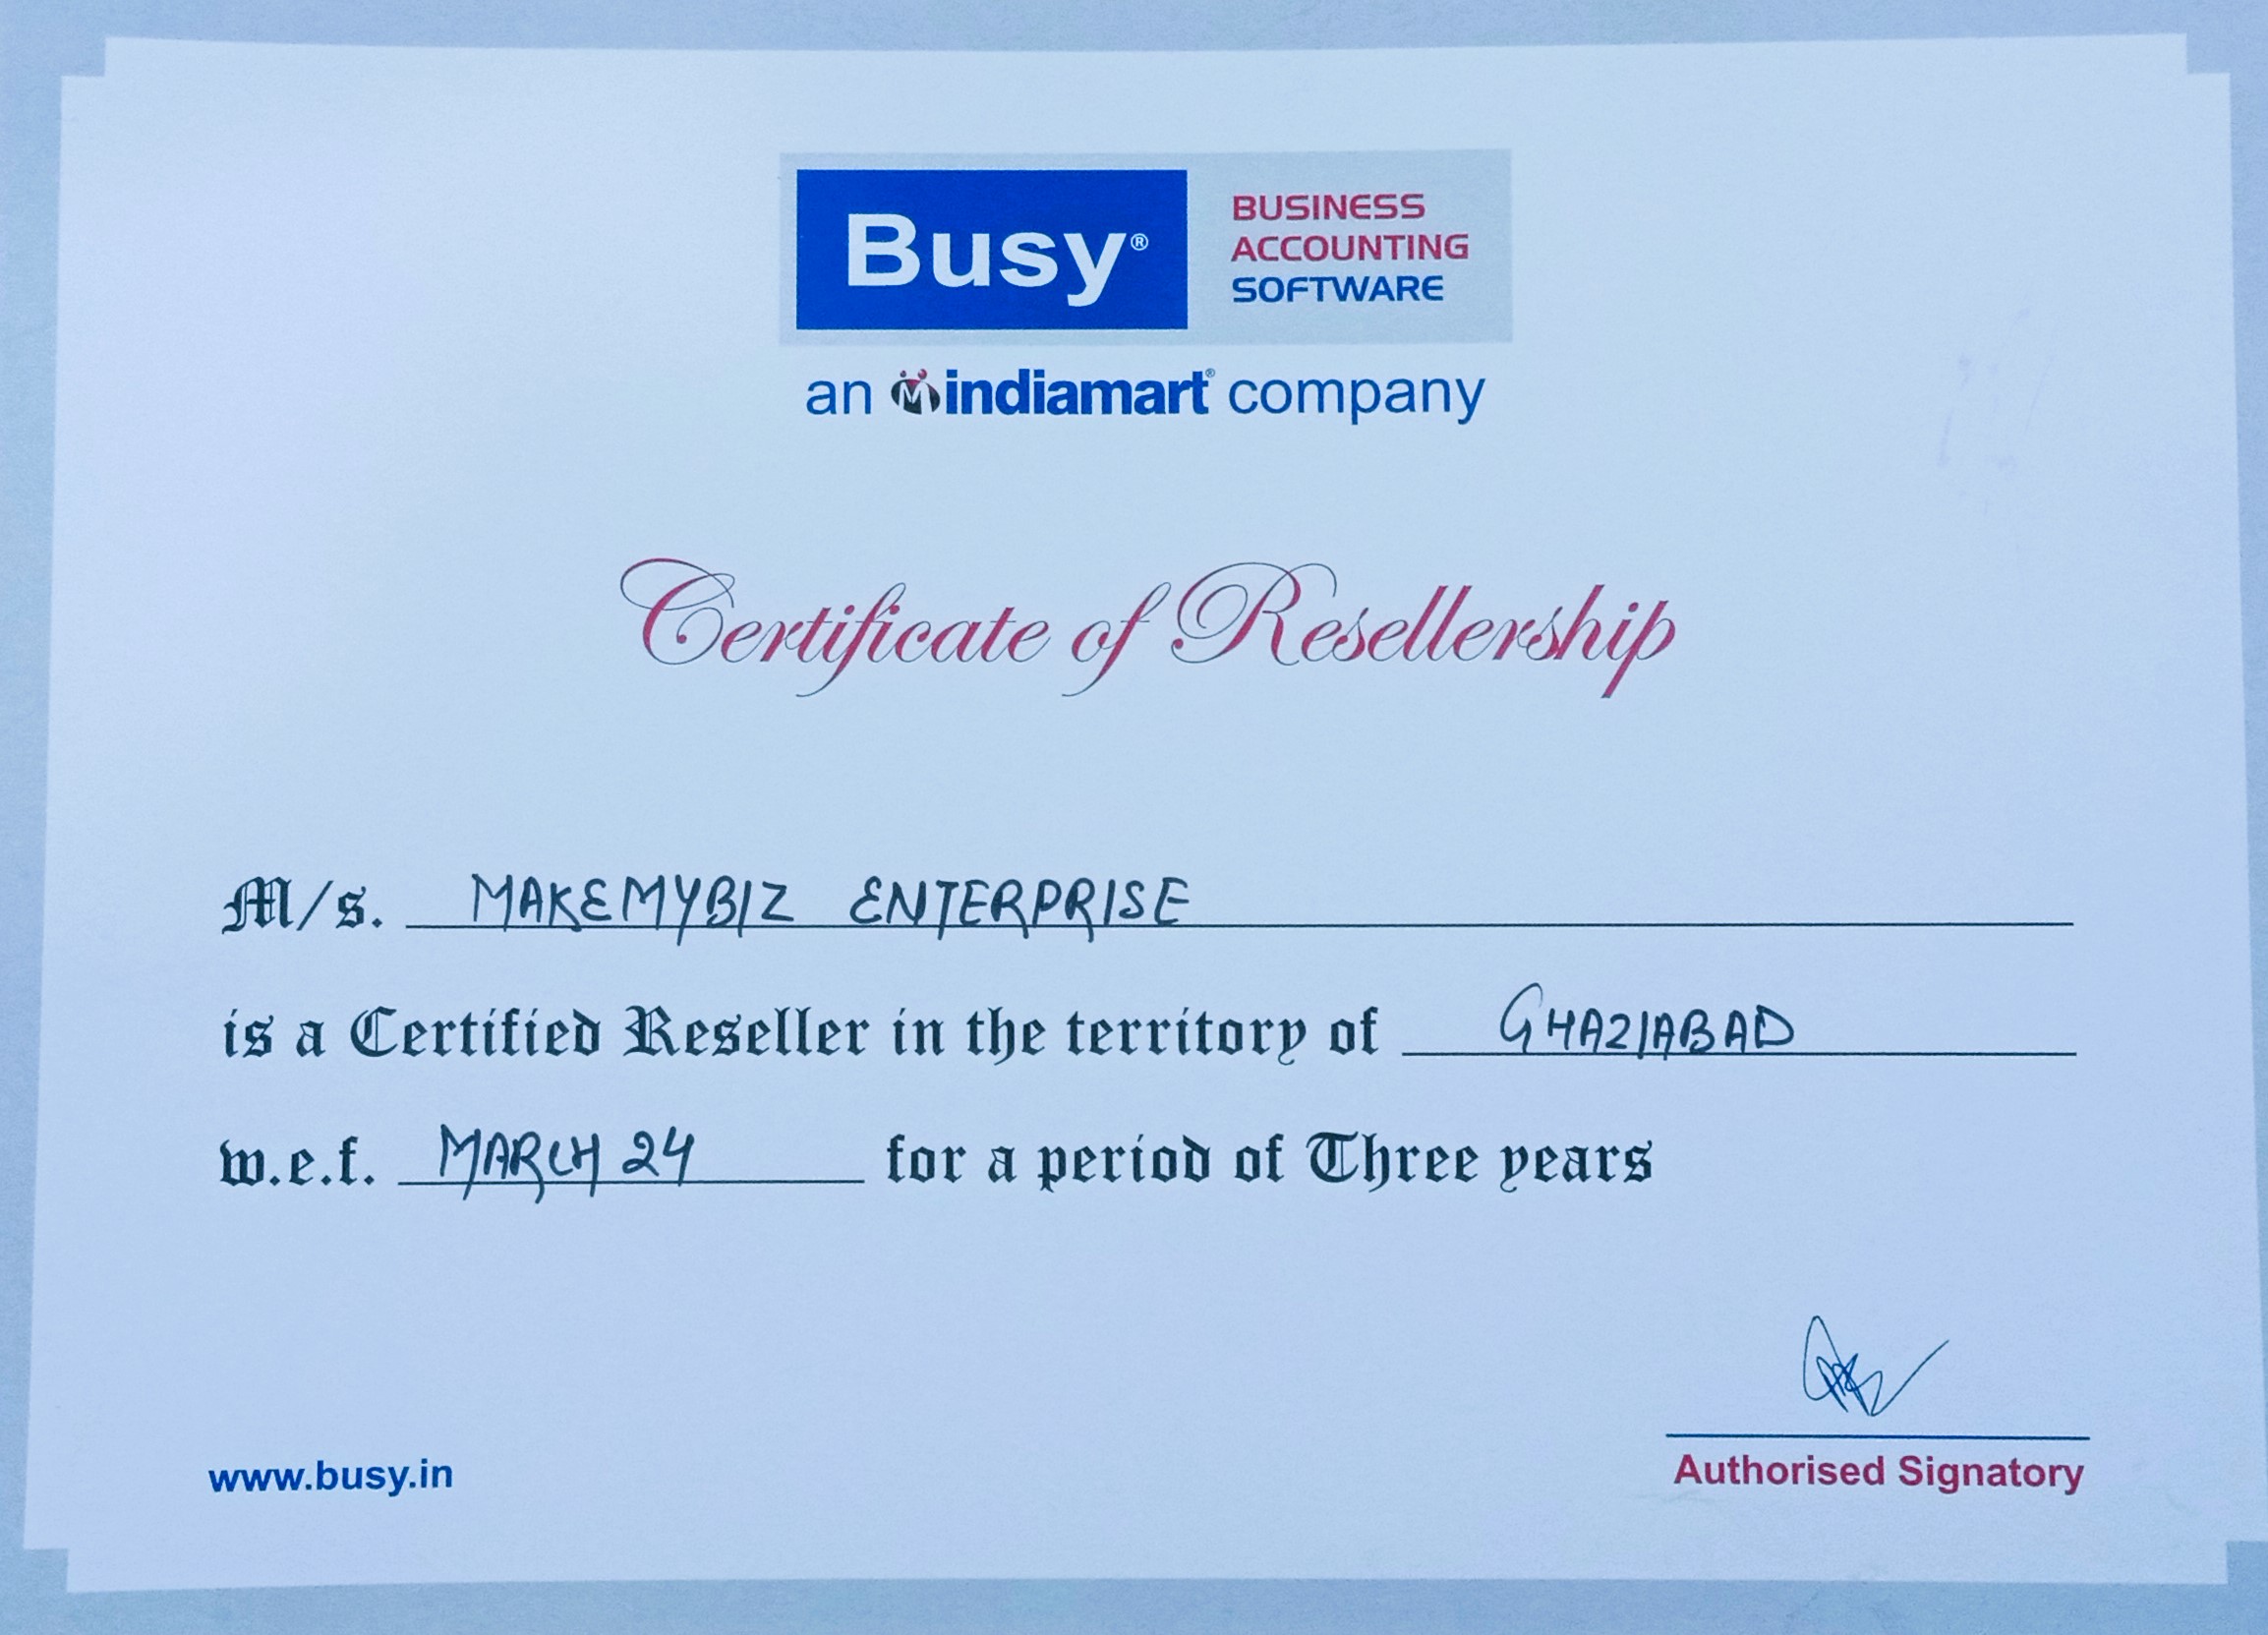 Busy®
BUSINESS
ACCOUNTING
SOFTWARE
an indiamart® company
Certificate of Resellership
M/s. MAKEMYBIZ ENTERPRISE
is a Certified Reseller in the territory of GHAZIABAD
w.e.f. MARCH 24 for a period of Three years
www.busy.in
Authorised Signatory